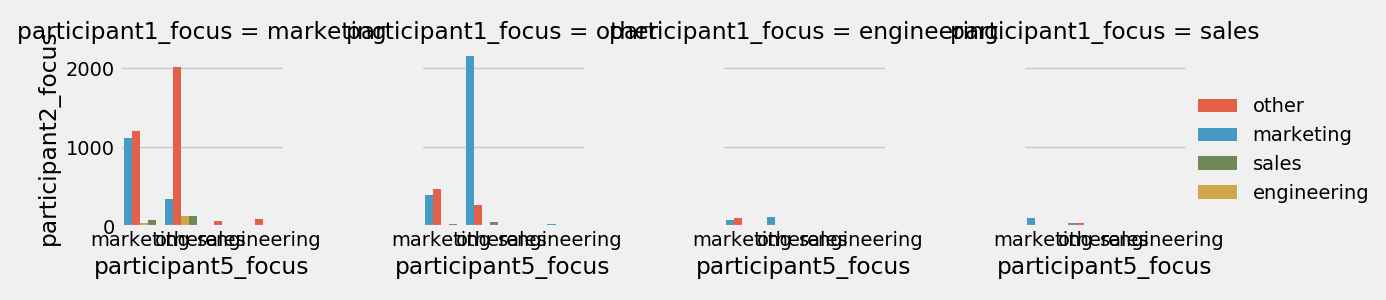 participant1_focus = marketing
participant1_focus = other
participant1_focus = engineering
participant1_focus = sales
participant2_focus
2000
1000
0
marketing other sales engineering
participant5_focus
marketing other sales engineering
participant5_focus
marketing other sales engineering
participant5_focus
marketing other sales engineering
participant5_focus
other
marketing
sales
engineering